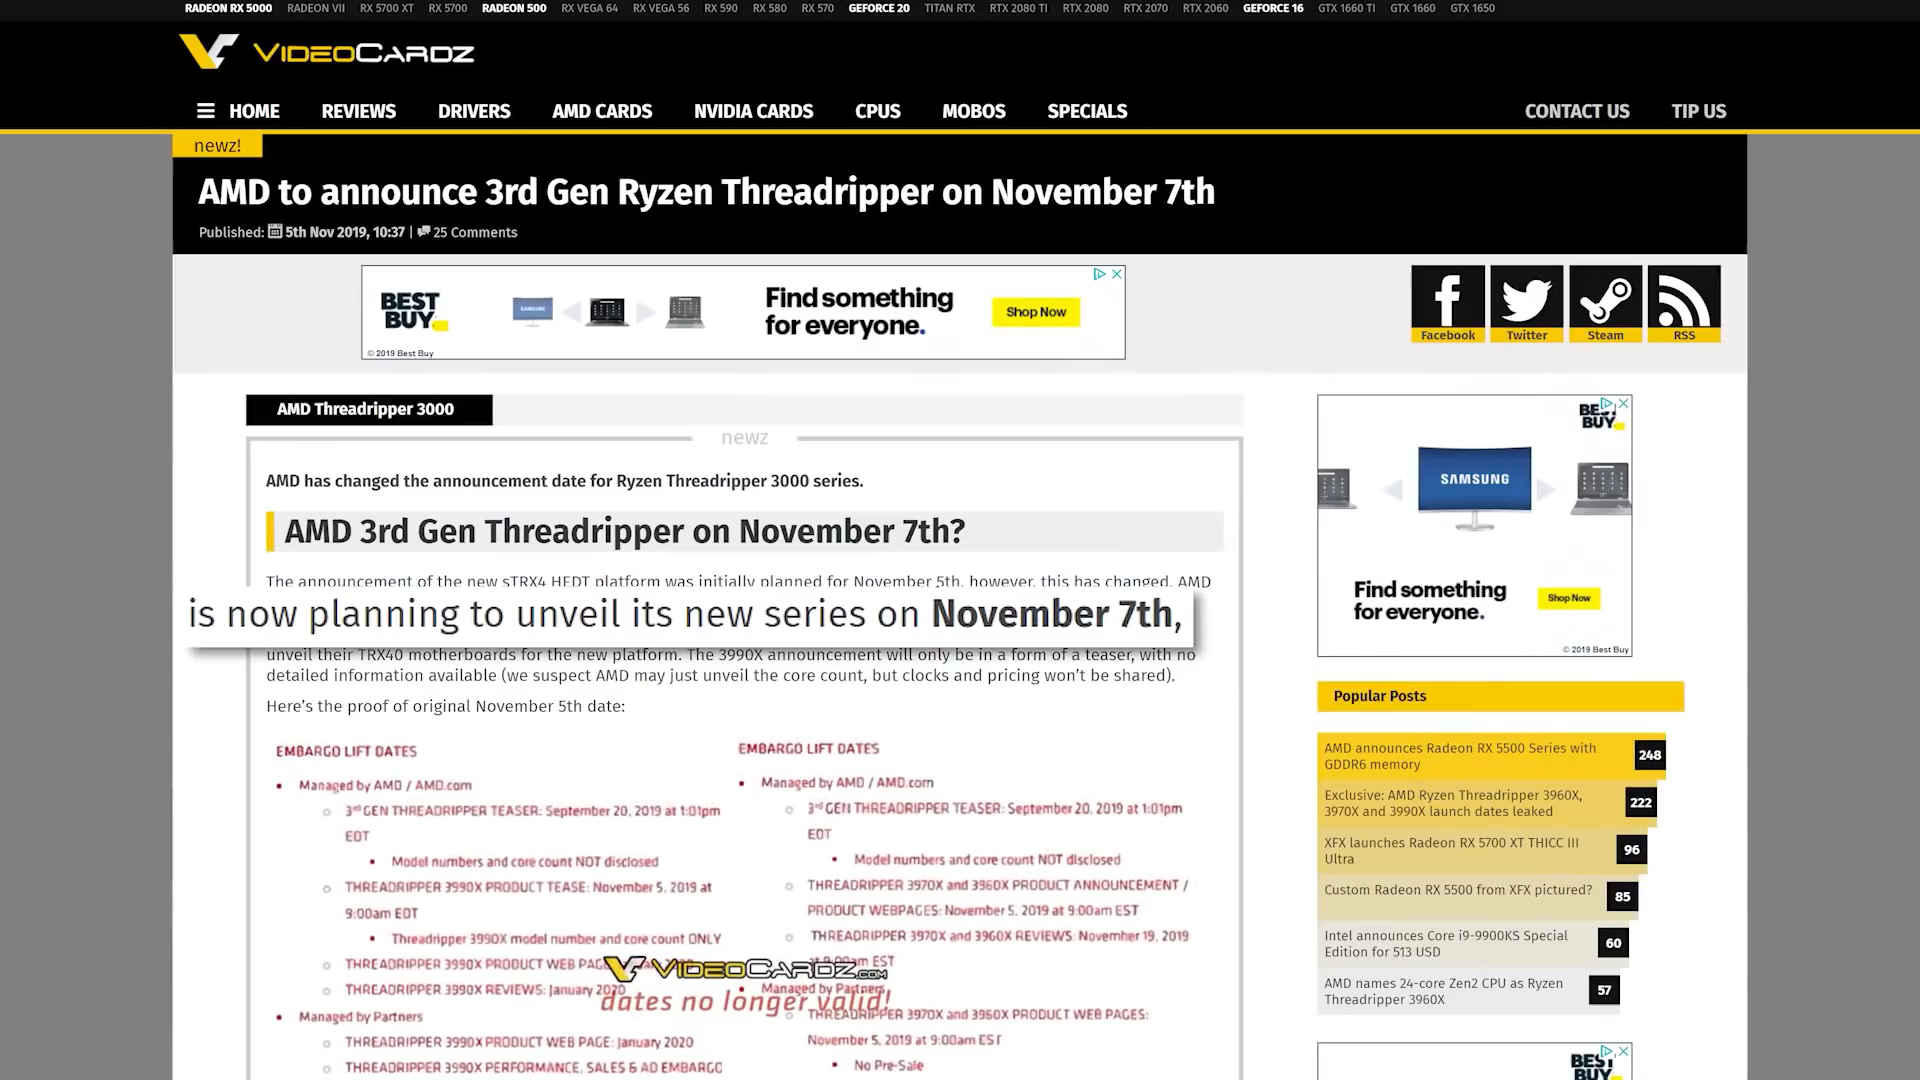 RADEON RX 5000 RADEON VII RX 5700 XT RX 5700 RADEON 500 RX VEGA 64 RX VEGA 56 RX 590 RX 580 RX 570 GEFORCE 20 TITAN RTX RTX 2080 TI RTX 2080 RTX 2070 RTX 2060 GEFORCE 16 GTX 1660 TI GTX 1660 GTX 1650
VIDEOCARDZ
HOME REVIEWS DRIVERS AMD CARDS NVIDIA CARDS CPUS MOBOS SPECIALS CONTACT US TIP US
newz!
AMD to announce 3rd Gen Ryzen Threadripper on November 7th
Published: 5th Nov 2019, 10:37 | 25 Comments
BEST BUY
SAMSUNG
Find something
for everyone.
Shop Now
© 2019 Best Buy
Facebook Twitter Steam RSS
AMD Threadripper 3000
newz
AMD has changed the announcement date for Ryzen Threadripper 3000 series.
AMD 3rd Gen Threadripper on November 7th?
The announcement of the new sTRX4 HEDT platform was initially planned for November 5th, however, this has changed. AMD
is now planning to unveil its new series on November 7th,
unveil their TRX40 motherboards for the new platform. The 3990X announcement will only be in a form of a teaser, with no
detailed information available (we suspect AMD may just unveil the core count, but clocks and pricing won't be shared).
Here's the proof of original November 5th date:
EMBARGO LIFT DATES
• Managed by AMD / AMD.com
○ 3rd GEN THREADRIPPER TEASER: September 20, 2019 at 1:01pm
EDT
• Model numbers and core count NOT disclosed
○ THREADRIPPER 3990X PRODUCT TEASE: November 5, 2019 at
9:00am EDT
• Threadripper 3990X model number and core count ONLY
○ THREADRIPPER 3990X PRODUCT WEB
○ THREADRIPPER 3990X REVIEWS: January 2020
• Managed by Partners
○ THREADRIPPER 3990X PRODUCT WEB PAGE: January 2020
○ THREADRIPPER 3990X PERFORMANCE, SALES & AD EMBARGO
EMBARGO LIFT DATES
• Managed by AMD / AMD.com
○ 3rd GEN THREADRIPPER TEASER: September 20, 2019 at 1:01pm
EDT
• Model numbers and core count NOT disclosed
○ THREADRIPPER 3970X and 3960X PRODUCT ANNOUNCEMENT /
PRODUCT WEBPAGES: November 5, 2019 at 9:00am EST
○ THREADRIPPER 3970X and 3960X REVIEWS: November 19, 2019
at 9:00am EST
• Managed by Partners
○ THREADRIPPER 3970X and 3960X PRODUCT WEB PAGES:
November 5, 2019 at 9:00am EST
• No Pre-Sale
VIDEOCARDZ.COM
dates no longer valid!
BEST BUY
SAMSUNG
Find something
for everyone.
Shop Now
© 2019 Best Buy
Popular Posts
AMD announces Radeon RX 5500 Series with
GDDR6 memory
248
Exclusive: AMD Ryzen Threadripper 3960X,
3970X and 3990X launch dates leaked
222
XFX launches Radeon RX 5700 XT THICC III
Ultra
96
Custom Radeon RX 5500 from XFX pictured?
85
Intel announces Core i9-9900KS Special
Edition for 513 USD
60
AMD names 24-core Zen2 CPU as Ryzen
Threadripper 3960X
57
BEST BUY